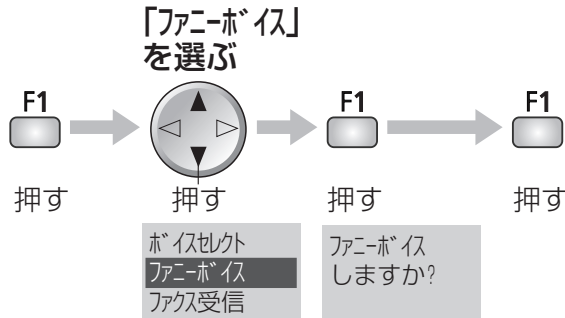 「ファニーボイス」
を選ぶ
F1
F1
F1
押す
押す
押す
押す
ボイスセレクト
ファニーボイス
ファクス受信
ファニーボイス
しますか?